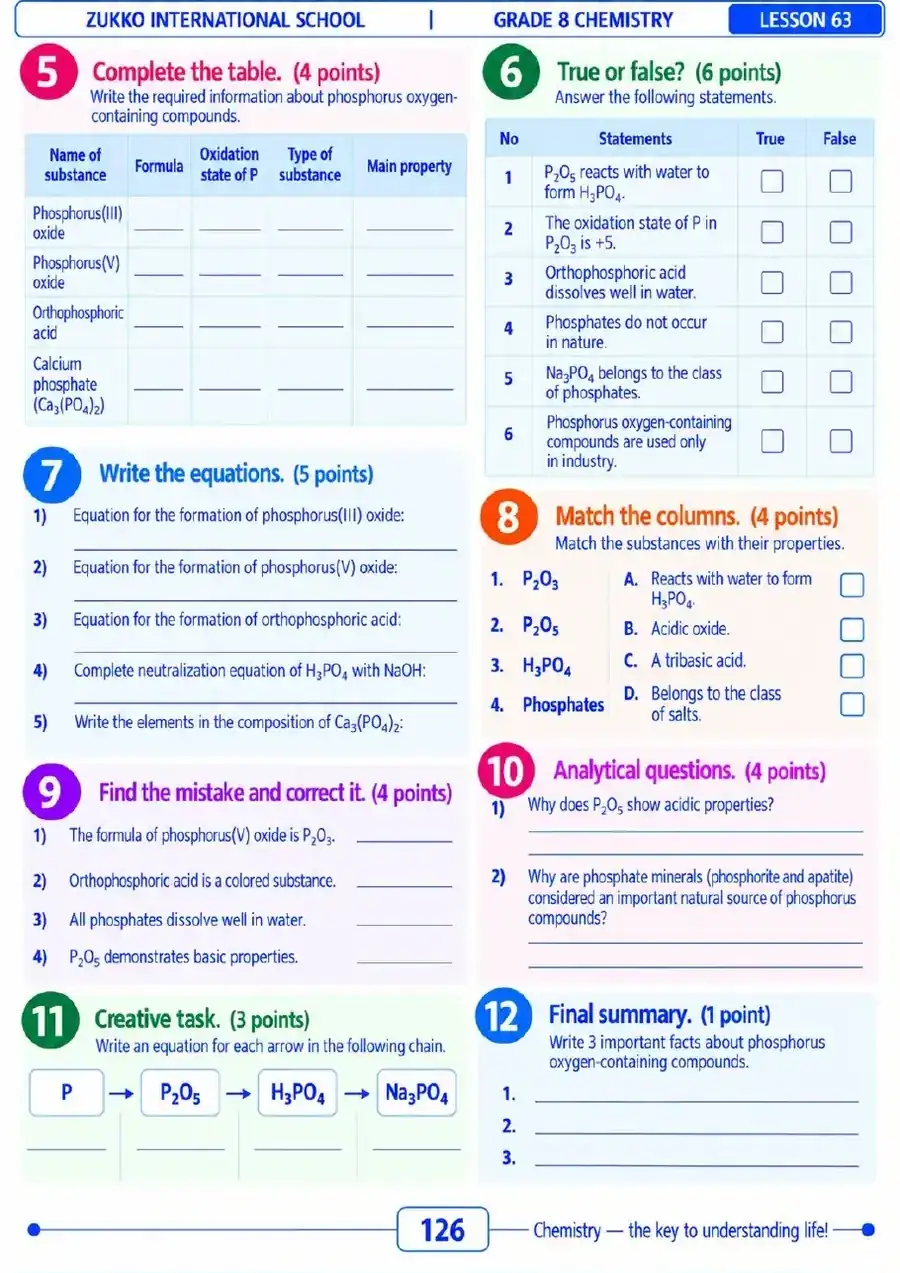 ZUKKO INTERNATIONAL SCHOOL | GRADE 8 CHEMISTRY LESSON 63
5 Complete the table. (4 points)
Write the required information about phosphorus oxygen-
containing compounds.
Name of substance | Formula | Oxidation state of P | Type of substance | Main property
Phosphorus(III)
oxide
Phosphorus(V)
oxide
Orthophosphoric
acid
Calcium
phosphate
(Ca₃(PO₄)₂)
6 True or false? (6 points)
Answer the following statements.
No Statements True False
1 P₂O₅ reacts with water to
form H₃PO₄.
2 The oxidation state of P in
P₂O₃ is +5.
3 Orthophosphoric acid
dissolves well in water.
4 Phosphates do not occur
in nature.
5 Na₃PO₄ belongs to the class
of phosphates.
6 Phosphorus oxygen-containing
compounds are used only
in industry.
7 Write the equations. (5 points)
1) Equation for the formation of phosphorus(III) oxide:
2) Equation for the formation of phosphorus(V) oxide:
3) Equation for the formation of orthophosphoric acid:
4) Complete neutralization equation of H₃PO₄ with NaOH:
5) Write the elements in the composition of Ca₃(PO₄)₂:
8 Match the columns. (4 points)
Match the substances with their properties.
1. P₂O₃ A. Reacts with water to form
H₃PO₄.
2. P₂O₅ B. Acidic oxide.
3. H₃PO₄ C. A tribasic acid.
4. Phosphates D. Belongs to the class
of salts.
9 Find the mistake and correct it. (4 points)
1) The formula of phosphorus(V) oxide is P₂O₃.
2) Orthophosphoric acid is a colored substance.
3) All phosphates dissolve well in water.
4) P₂O₅ demonstrates basic properties.
10 Analytical questions. (4 points)
1) Why does P₂O₅ show acidic properties?
2) Why are phosphate minerals (phosphorite and apatite)
considered an important natural source of phosphorus
compounds?
11 Creative task. (3 points)
Write an equation for each arrow in the following chain.
P → P₂O₅ → H₃PO₄ → Na₃PO₄
12 Final summary. (1 point)
Write 3 important facts about phosphorus
oxygen-containing compounds.
1.
2.
3.
126 Chemistry — the key to understanding life!